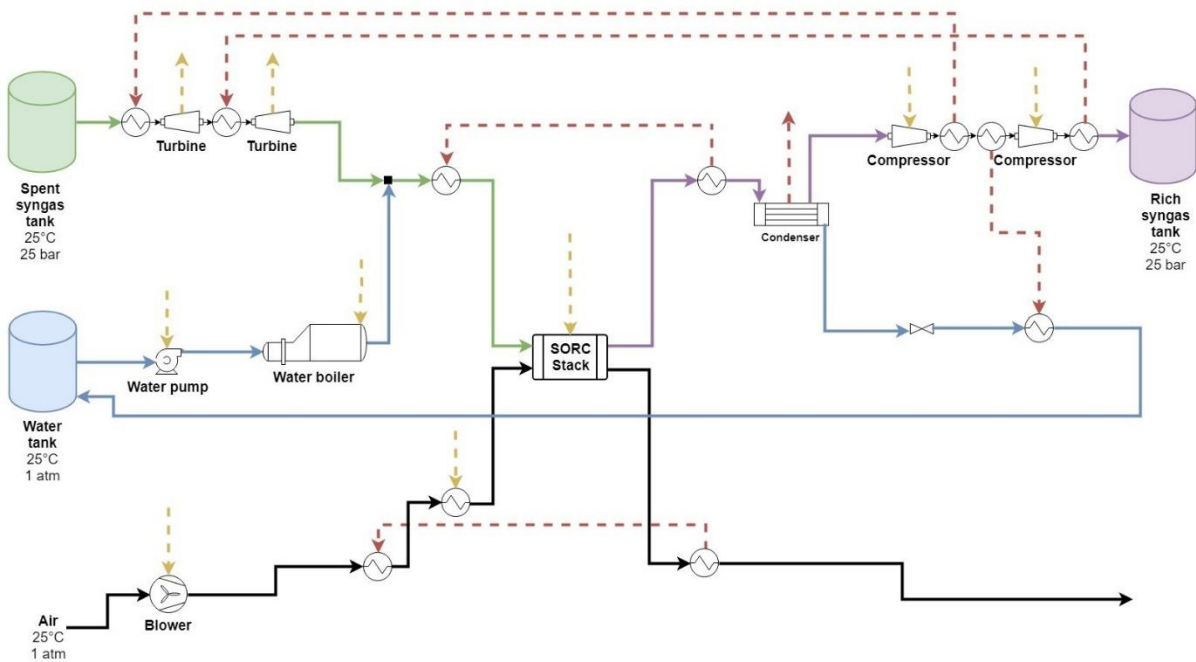 Turbine
Turbine
Compressor
Compressor
Spent
syngas
tank
25°C
25 bar
Rich
syngas
tank
25°C
25 bar
Condenser
SORC
Stack
Water pump
Water boiler
Water
tank
25°C
1 atm
Air
25°C
1 atm
Blower